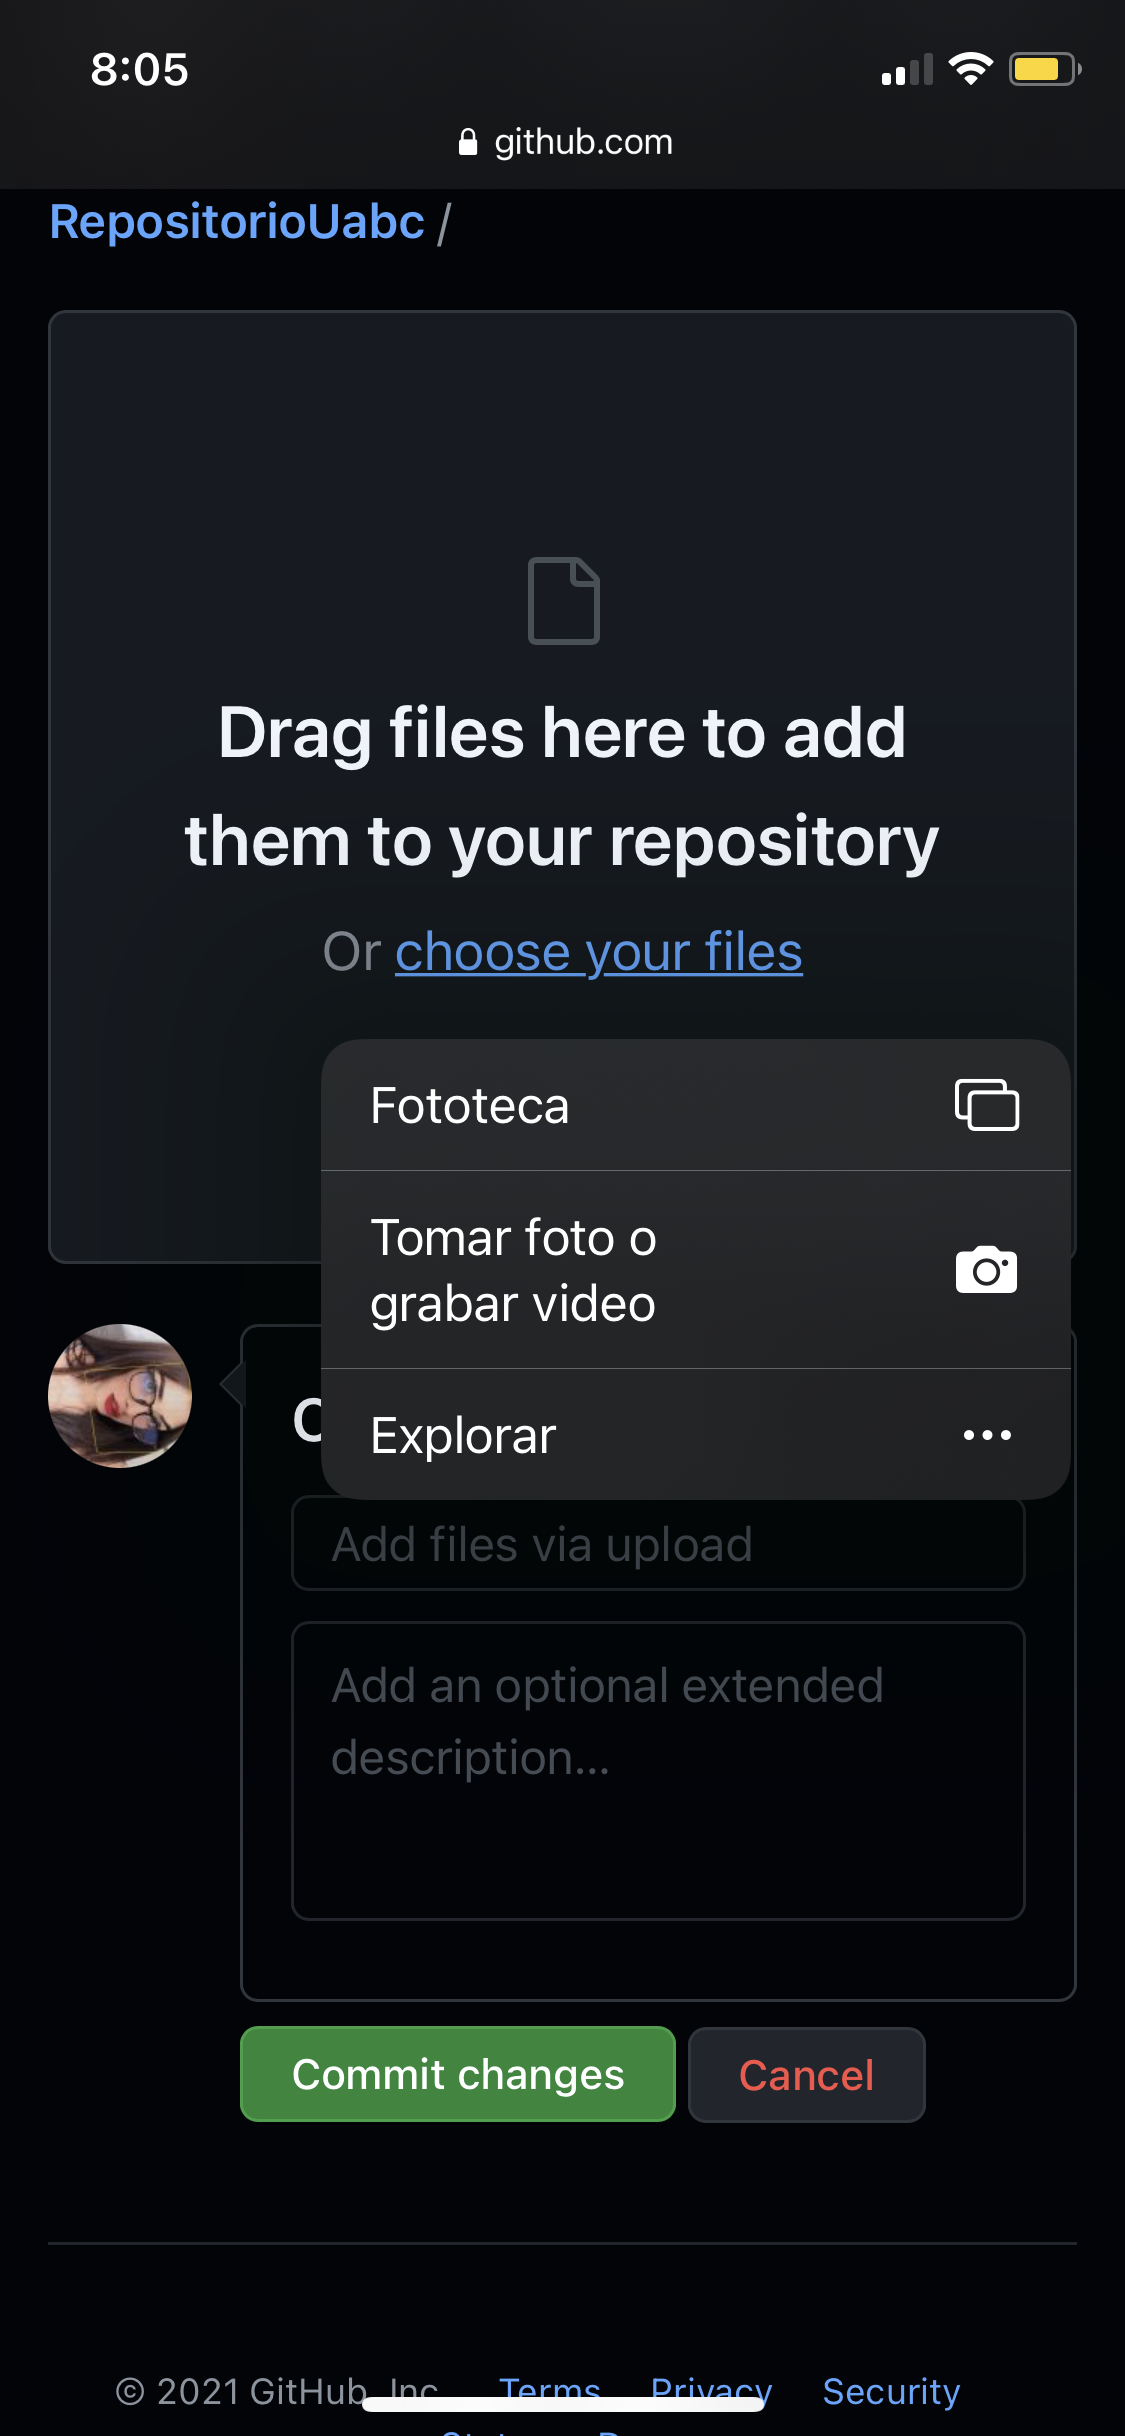 8:05
github.com
RepositorioUabc /
Drag files here to add
them to your repository
Or choose your files
Fototeca
Tomar foto o
grabar video
Explorar
Add files via upload
Add an optional extended
description...
Commit changes
Cancel
© 2021 GitHub, Inc. Terms Privacy Security